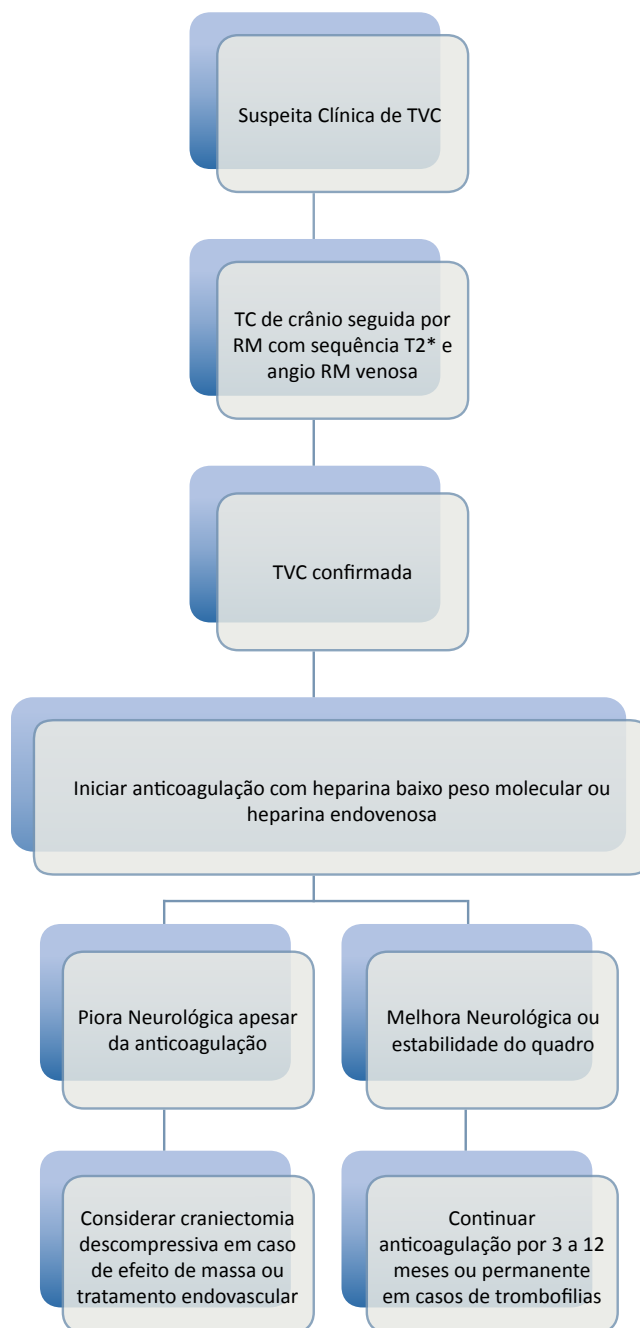 Suspeita Clínica de TVC
TC de crânio seguida por
RM com sequência T2* e
angio RM venosa
TVC confirmada
Iniciar anticoagulação com heparina baixo peso molecular ou
heparina endovenosa
Piora Neurológica apesar
da anticoagulação
Melhora Neurológica ou
estabilidade do quadro
Considerar craniectomia
descompressiva em caso
de efeito de massa ou
tratamento endovascular
Continuar
anticoagulação por 3 a 12
meses ou permanente
em casos de trombofilias